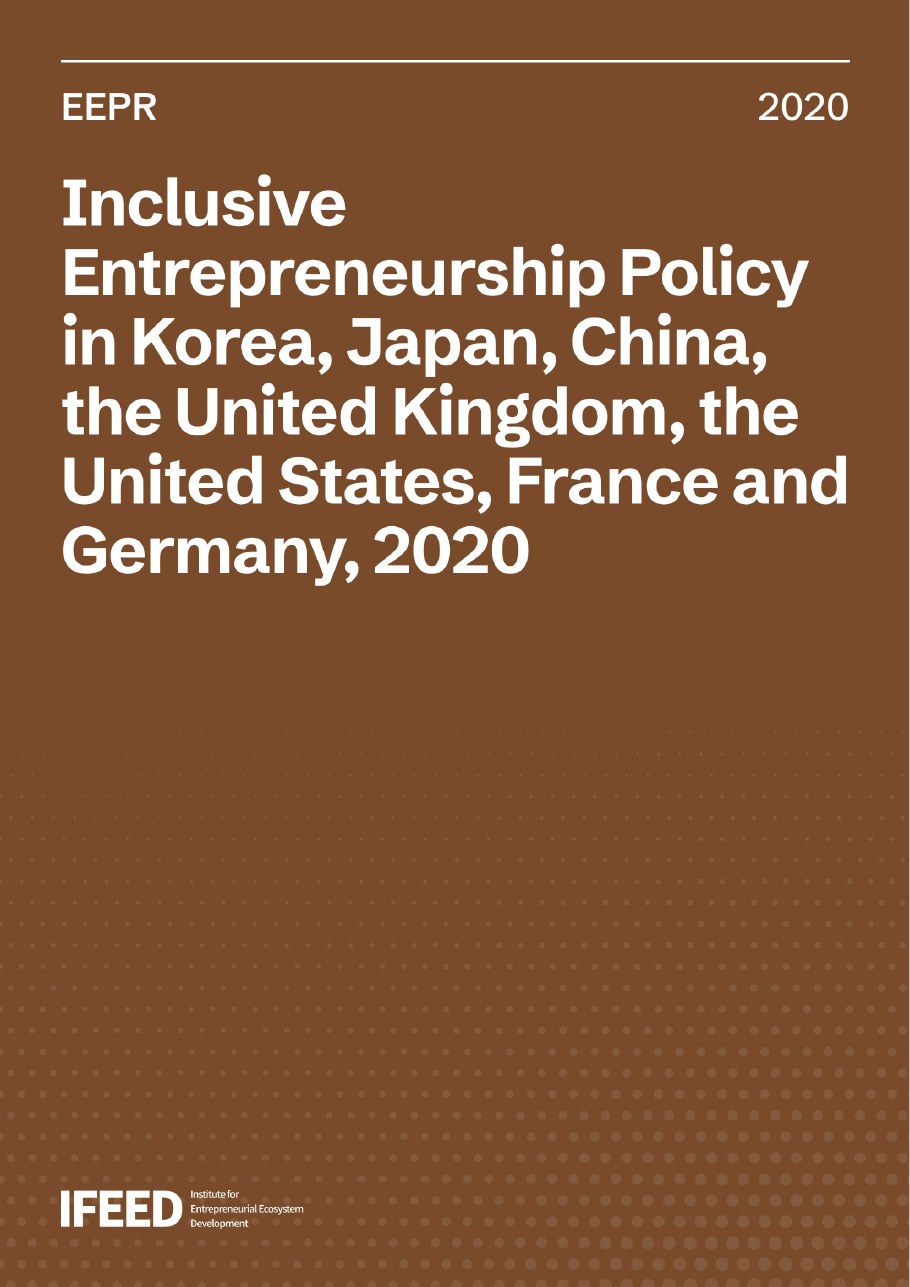 EEPR
2020
Inclusive
Entrepreneurship Policy
in Korea, Japan, China,
the United Kingdom, the
United States, France and
Germany, 2020
IFEED
Institute for
Entrepreneurial Ecosystem
Development